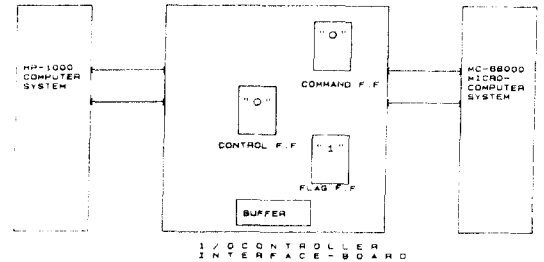 HP-1000
COMPUTER
SYSTEM
"0"
COMMAND F.F
"0"
CONTROL F.F
"1"
FLAG F.F
BUFFER
MC-68000
MICRO-
COMPUTER
SYSTEM
I/OCONTROLLER
INTERFACE-BOARD